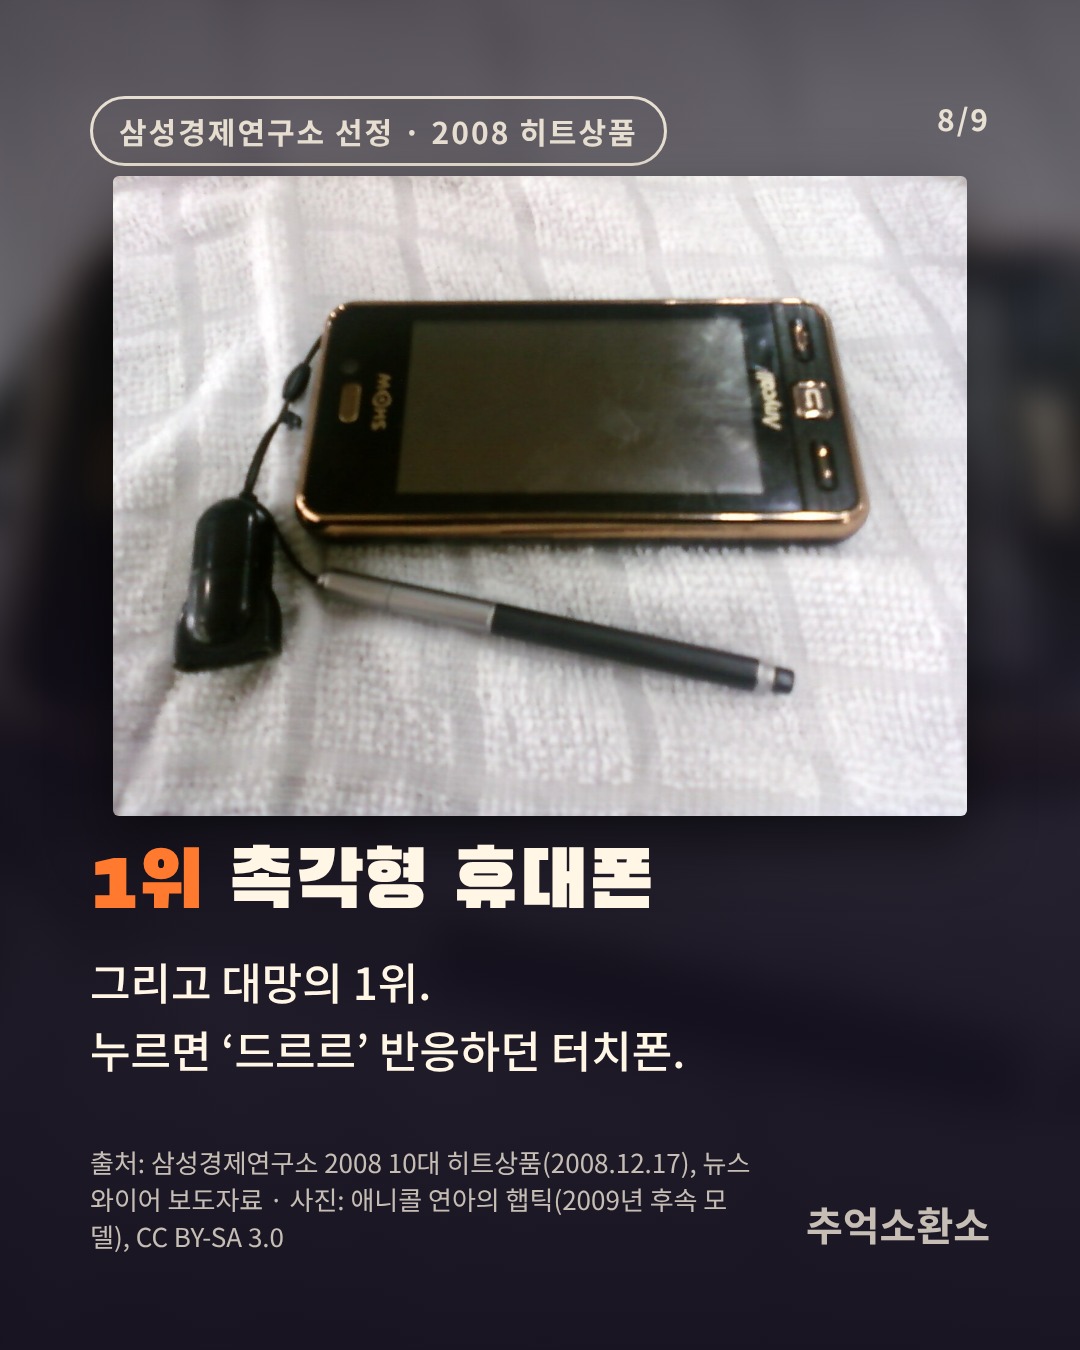 삼성경제연구소 선정 · 2008 히트상품
8/9
SHOW
Anycall
1위 촉각형 휴대폰
그리고 대망의 1위.
누르면 ‘드르르’ 반응하던 터치폰.
출처: 삼성경제연구소 2008 10대 히트상품(2008.12.17), 뉴스
와이어 보도자료 · 사진: 애니콜 연아의 햅틱(2009년 후속 모
델), CC BY-SA 3.0
추억소환소